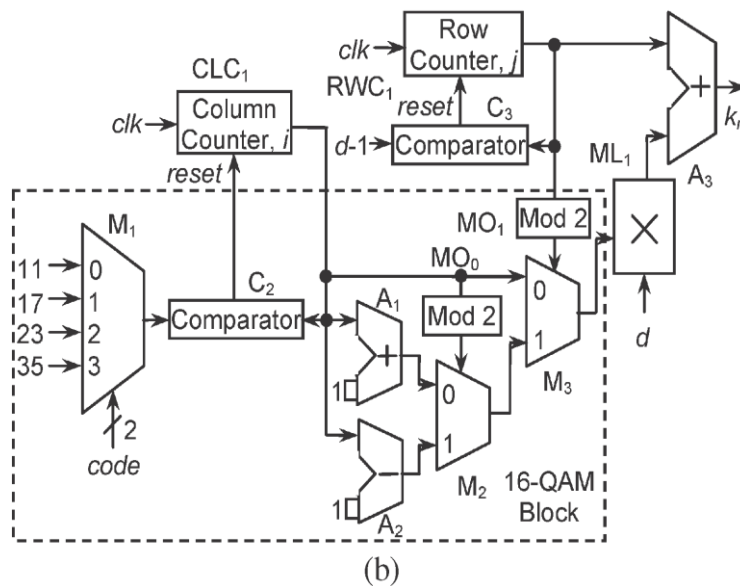 Row
Counter, j
clk
CLC1
RWC1
reset
C3
Column
Counter, i
clk
d-1
Comparator
ML1
A3
+
reset
M1
MO1
Mod 2
×
11
17
23
35
0
1
2
3
C2
Comparator
MO0
Mod 2
A1
+
1
0
1
M3
d
2
code
0
1
M2
−
1
A2
16-QAM
Block
(b)